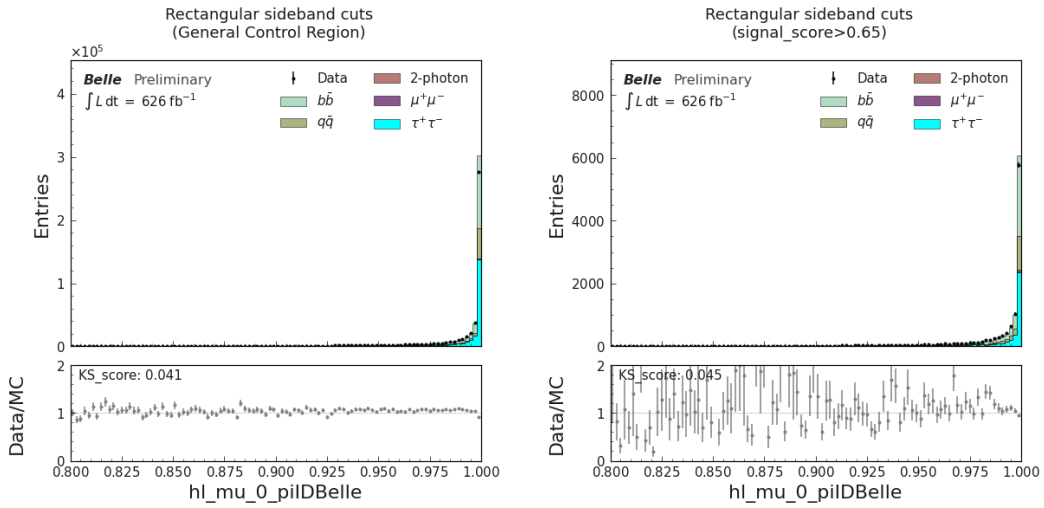 Rectangular sideband cuts
(General Control Region)
×10⁵
Belle Preliminary
∫ L dt = 626 fb⁻¹
Data
bb̄
qq̄
2-photon
μ⁺μ⁻
τ⁺τ⁻
Entries
4
3
2
1
0
KS_score: 0.041
Data/MC
2
1
0
0.800 0.825 0.850 0.875 0.900 0.925 0.950 0.975 1.000
hl_mu_0_piIDBelle
Rectangular sideband cuts
(signal_score>0.65)
Belle Preliminary
∫ L dt = 626 fb⁻¹
Data
bb̄
qq̄
2-photon
μ⁺μ⁻
τ⁺τ⁻
Entries
8000
6000
4000
2000
0
KS_score: 0.045
Data/MC
2
1
0
0.800 0.825 0.850 0.875 0.900 0.925 0.950 0.975 1.000
hl_mu_0_piIDBelle